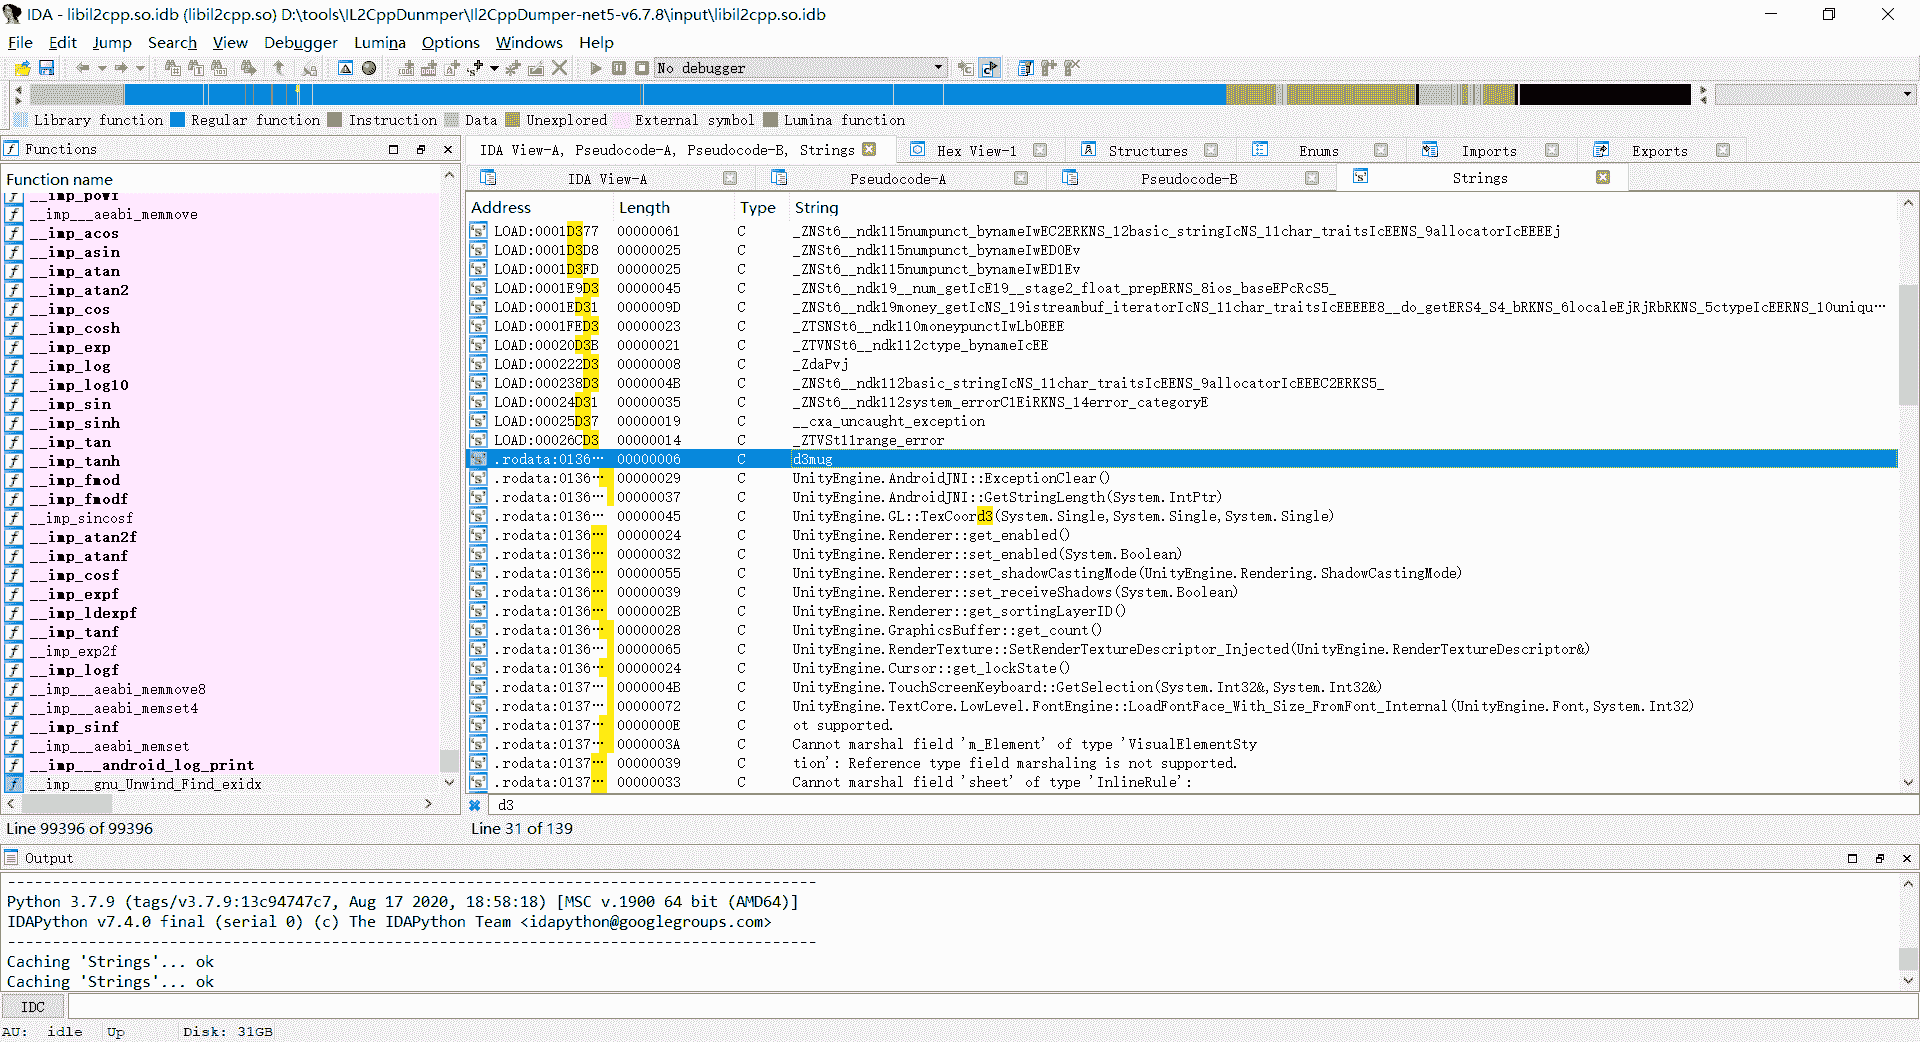 IDA - libil2cpp.so.idb (libil2cpp.so) D:\tools\IL2CppDunmper\Il2CppDumper-net5-v6.7.8\input\libil2cpp.so.idb
File Edit Jump Search View Debugger Lumina Options Windows Help
No debugger
Library function Regular function Instruction Data Unexplored External symbol Lumina function
Functions
IDA View-A, Pseudocode-A, Pseudocode-B, Strings Hex View-1 Structures Enums Imports Exports
IDA View-A Pseudocode-A Pseudocode-B Strings
Function name
__imp_powf
__imp___aeabi_memmove
__imp_acos
__imp_asin
__imp_atan
__imp_atan2
__imp_cos
__imp_cosh
__imp_exp
__imp_log
__imp_log10
__imp_sin
__imp_sinh
__imp_tan
__imp_tanh
__imp_fmod
__imp_fmodf
__imp_sincosf
__imp_atan2f
__imp_atanf
__imp_cosf
__imp_expf
__imp_ldexpf
__imp_tanf
__imp_exp2f
__imp_logf
__imp___aeabi_memmove8
__imp___aeabi_memset4
__imp_sinf
__imp___aeabi_memset
__imp___android_log_print
__imp___gnu_Unwind_Find_exidx
Line 99396 of 99396
Address Length Type String
LOAD:0001D377 00000061 C _ZNSt6__ndk115numpunct_bynameIwEC2ERKNS_12basic_stringIcNS_11char_traitsIcEENS_9allocatorIcEEEEj
LOAD:0001D3D8 00000025 C _ZNSt6__ndk115numpunct_bynameIwED0Ev
LOAD:0001D3FD 00000025 C _ZNSt6__ndk115numpunct_bynameIwED1Ev
LOAD:0001E9D3 00000045 C _ZNSt6__ndk19__num_getIcE19__stage2_float_prepERNS_8ios_baseEPcRcS5_
LOAD:0001ED31 0000009D C _ZNSt6__ndk19money_getIcNS_19istreambuf_iteratorIcNS_11char_traitsIcEEEEE8__do_getERS4_S4_bRKNS_6localeEjRjRbRKNS_5ctypeIcEERNS_10uniqu…
LOAD:0001FED3 00000023 C _ZTSNSt6__ndk110moneypunctIwLb0EEE
LOAD:00020D3B 00000021 C _ZTVNSt6__ndk112ctype_bynameIcEE
LOAD:000222D3 00000008 C _ZdaPvj
LOAD:000238D3 0000004B C _ZNSt6__ndk112basic_stringIcNS_11char_traitsIcEENS_9allocatorIcEEEC2ERKS5_
LOAD:00024D31 00000035 C _ZNSt6__ndk112system_errorC1EiRKNS_14error_categoryE
LOAD:00025D37 00000019 C __cxa_uncaught_exception
LOAD:00026CD3 00000014 C _ZTVSt11range_error
.rodata:0136… 00000006 C d3mug
.rodata:0136… 00000029 C UnityEngine.AndroidJNI::ExceptionClear()
.rodata:0136… 00000037 C UnityEngine.AndroidJNI::GetStringLength(System.IntPtr)
.rodata:0136… 00000045 C UnityEngine.GL::TexCoord3(System.Single,System.Single,System.Single)
.rodata:0136… 00000024 C UnityEngine.Renderer::get_enabled()
.rodata:0136… 00000032 C UnityEngine.Renderer::set_enabled(System.Boolean)
.rodata:0136… 00000055 C UnityEngine.Renderer::set_shadowCastingMode(UnityEngine.Rendering.ShadowCastingMode)
.rodata:0136… 00000039 C UnityEngine.Renderer::set_receiveShadows(System.Boolean)
.rodata:0136… 0000002B C UnityEngine.Renderer::get_sortingLayerID()
.rodata:0136… 00000028 C UnityEngine.GraphicsBuffer::get_count()
.rodata:0136… 00000065 C UnityEngine.RenderTexture::SetRenderTextureDescriptor_Injected(UnityEngine.RenderTextureDescriptor&)
.rodata:0136… 00000024 C UnityEngine.Cursor::get_lockState()
.rodata:0137… 0000004B C UnityEngine.TouchScreenKeyboard::GetSelection(System.Int32&,System.Int32&)
.rodata:0137… 00000072 C UnityEngine.TextCore.LowLevel.FontEngine::LoadFontFace_With_Size_FromFont_Internal(UnityEngine.Font,System.Int32)
.rodata:0137… 0000000E C ot supported.
.rodata:0137… 0000003A C Cannot marshal field 'm_Element' of type 'VisualElementSty
.rodata:0137… 00000039 C tion': Reference type field marshaling is not supported.
.rodata:0137… 00000033 C Cannot marshal field 'sheet' of type 'InlineRule':
d3
Line 31 of 139
Output
--------------------------------------------------------------------------------
Python 3.7.9 (tags/v3.7.9:13c94747c7, Aug 17 2020, 18:58:18) [MSC v.1900 64 bit (AMD64)]
IDAPython v7.4.0 final (serial 0) (c) The IDAPython Team <idapython@googlegroups.com>
--------------------------------------------------------------------------------
Caching 'Strings'... ok
Caching 'Strings'... ok
IDC
AU: idle Up Disk: 31GB